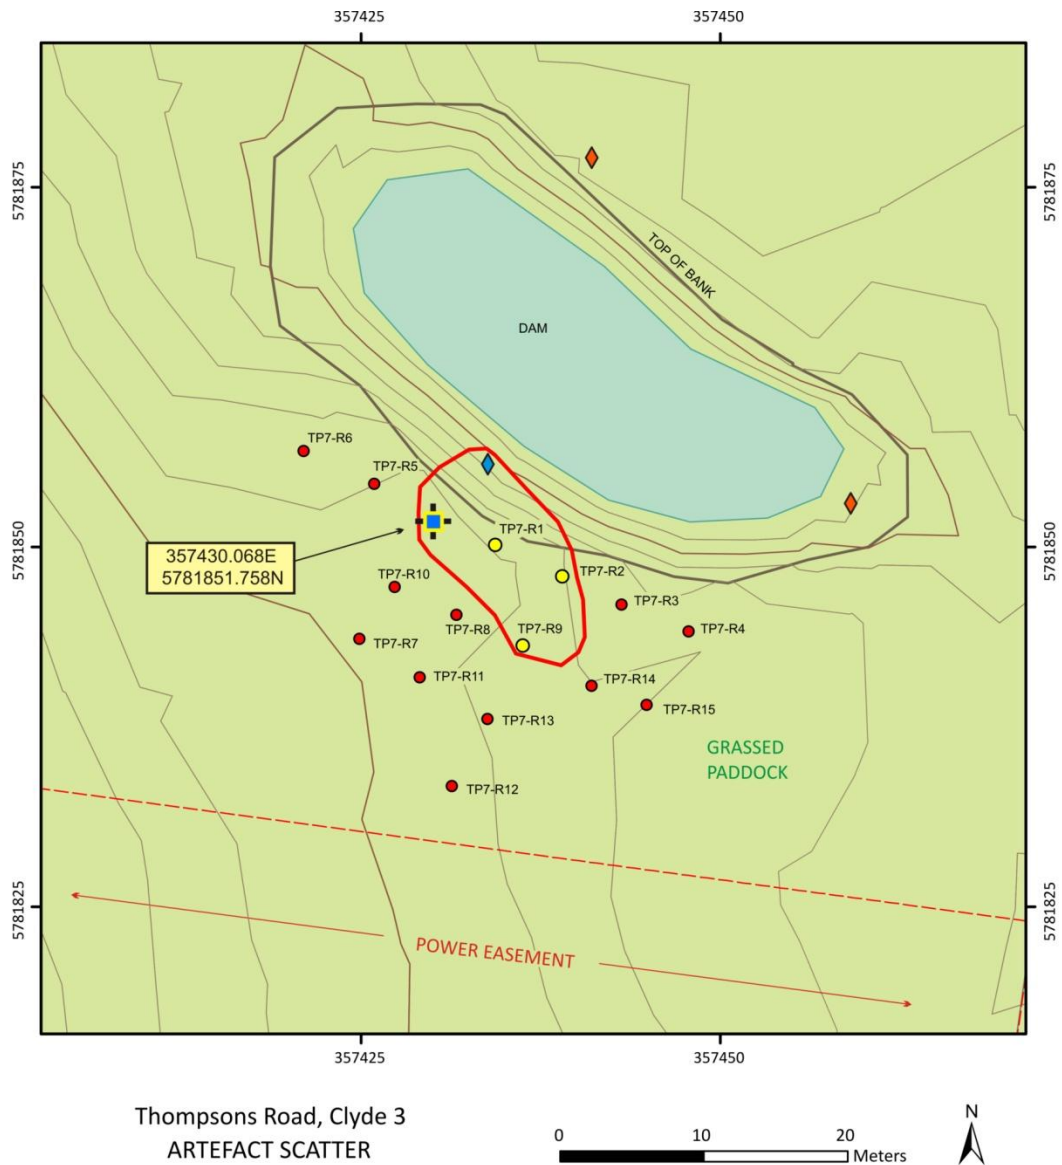 357425
357450
5781875
5781875
TOP OF BANK
DAM
TP7-R6
TP7-R5
TP7-R1
5781850
5781850
357430.068E
5781851.758N
TP7-R2
TP7-R10
TP7-R3
TP7-R8
TP7-R9
TP7-R4
TP7-R7
TP7-R11
TP7-R14
TP7-R15
TP7-R13
GRASSED
PADDOCK
TP7-R12
5781825
5781825
POWER EASEMENT
357425
357450
Thompsons Road, Clyde 3
ARTEFACT SCATTER
0
10
20
Meters
N